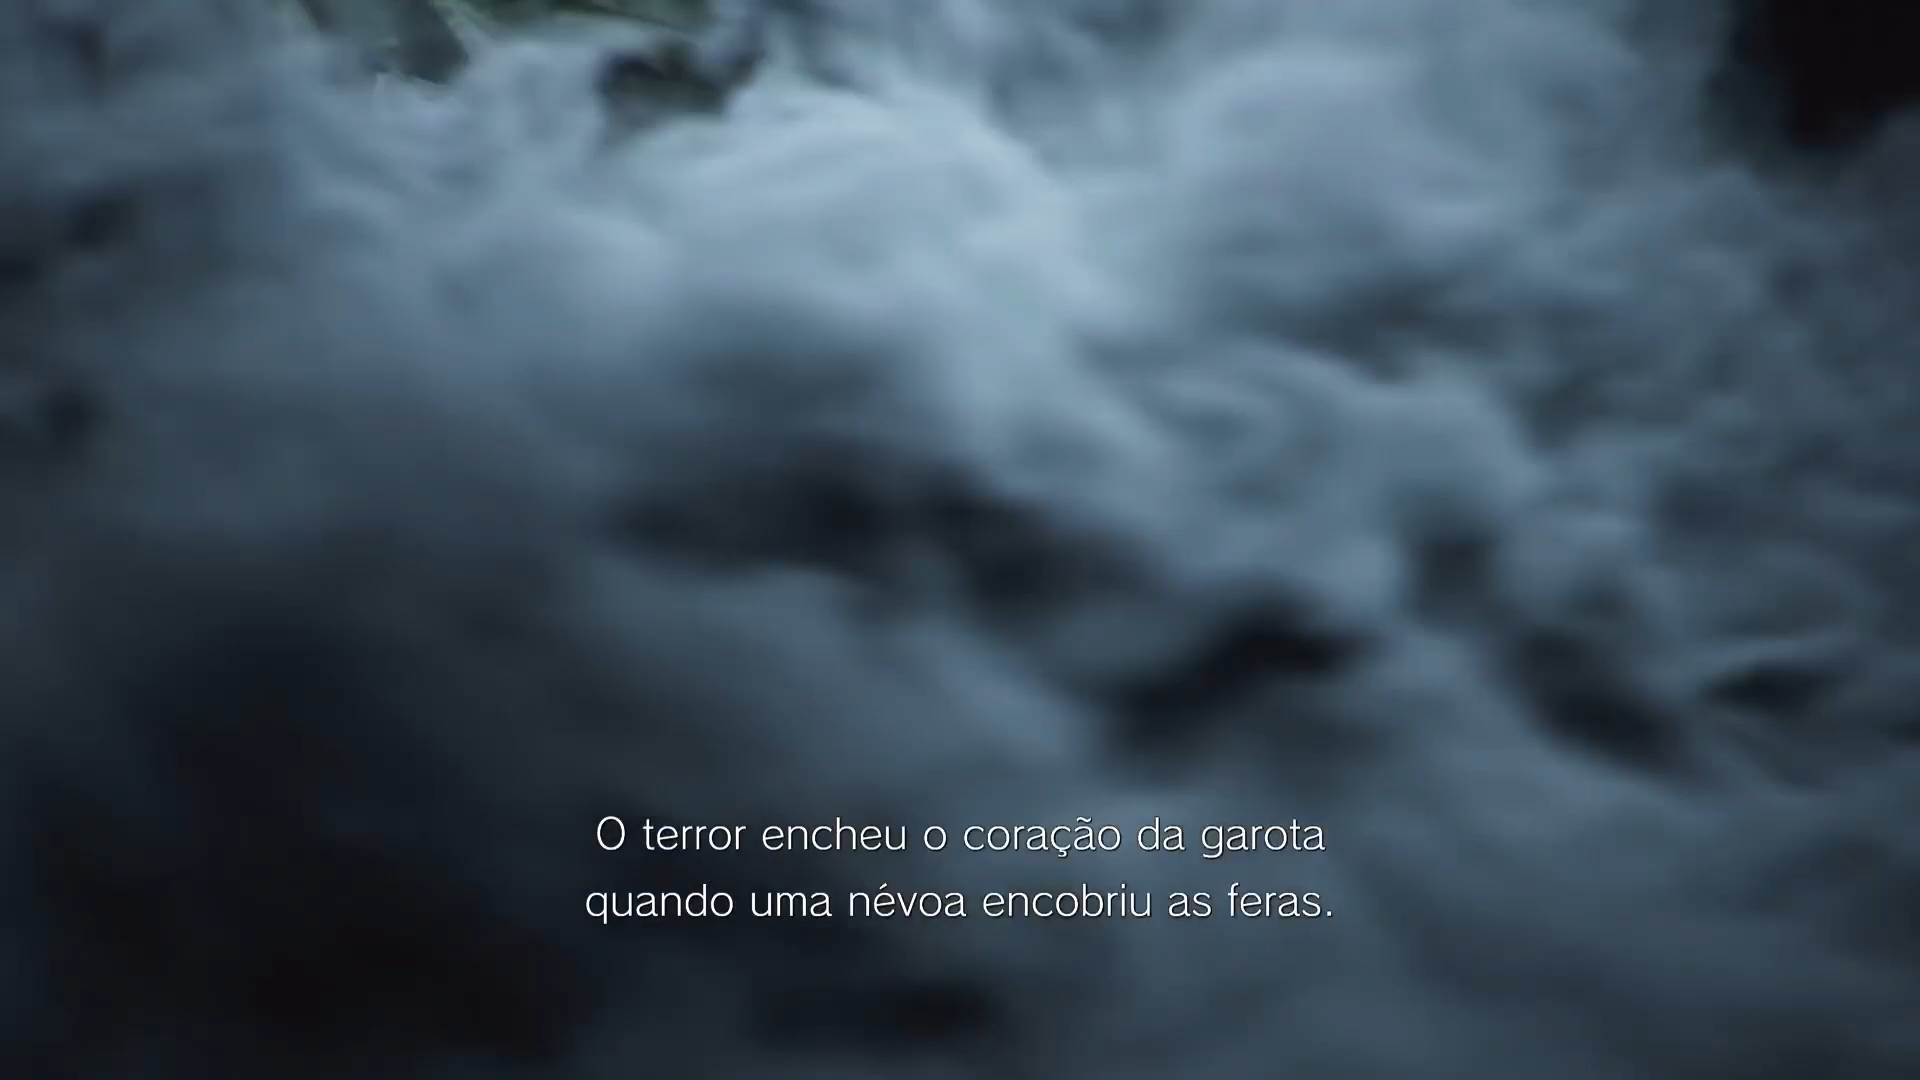 O terror encheu o coração da garota
quando uma névoa encobriu as feras.